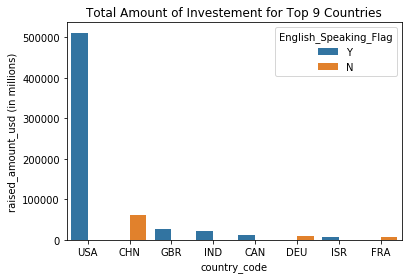 Total Amount of Investement for Top 9 Countries
raised_amount_usd (in millions)
500000
400000
300000
200000
100000
0
English_Speaking_Flag
Y
N
USA CHN GBR IND CAN DEU ISR FRA
country_code